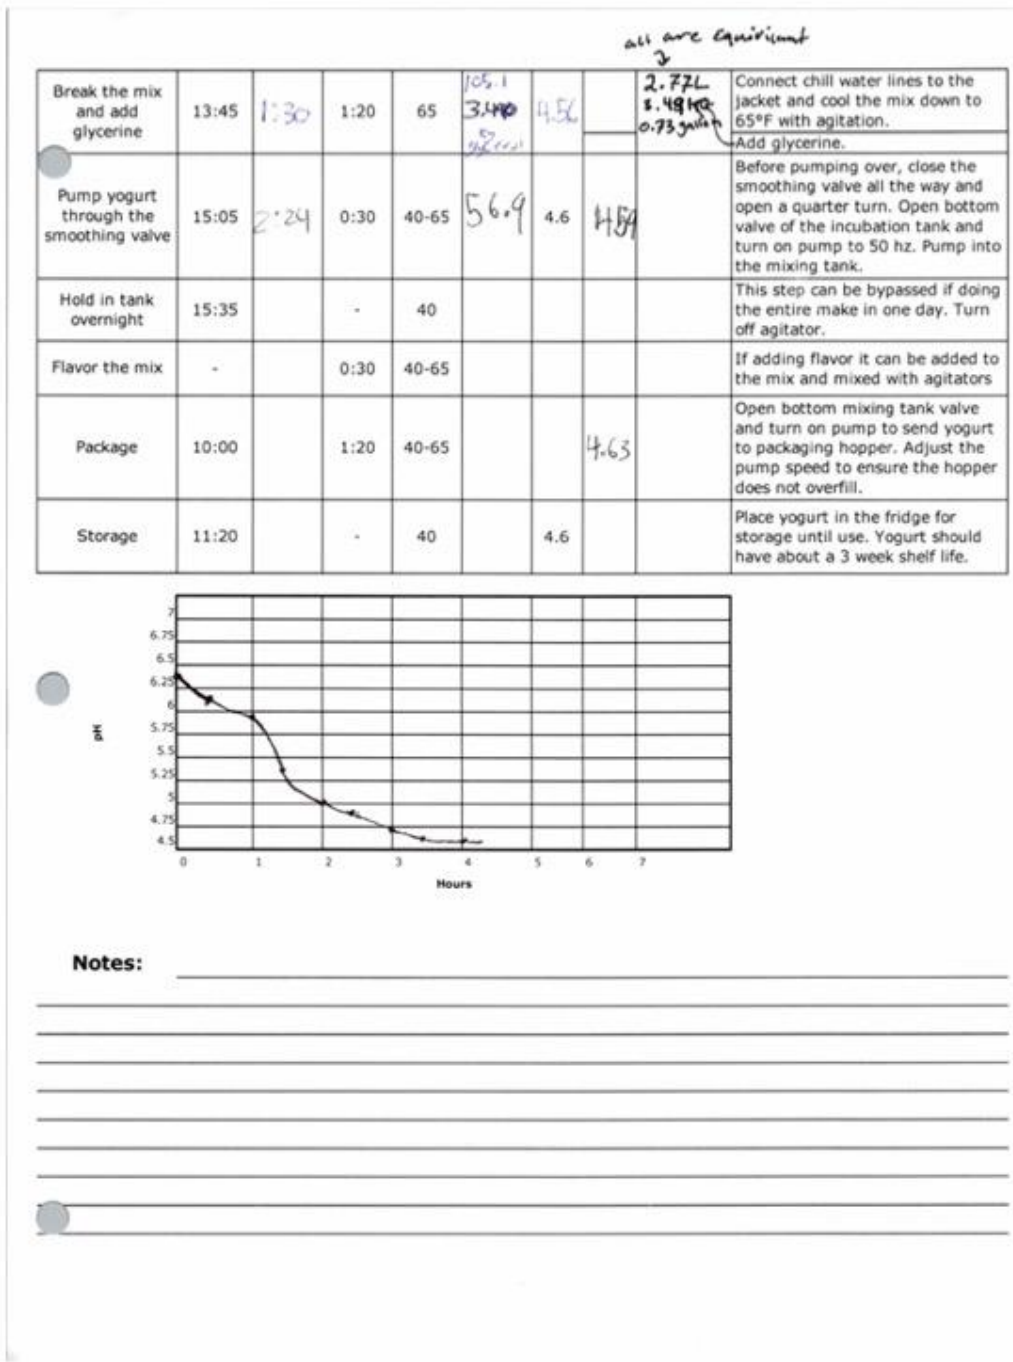 all are equivilant
Break the mix and add glycerine 13:45 1:30 1:20 65 105.1 4.56 2.77L
3.48kg
0.73 gallon
Connect chill water lines to the
jacket and cool the mix down to
65°F with agitation.
Add glycerine.
Pump yogurt through the smoothing valve 15:05 2:24 0:30 40-65 56.9 4.6 4.59
Before pumping over, close the
smoothing valve all the way and
open a quarter turn. Open bottom
valve of the incubation tank and
turn on pump to 50 hz. Pump into
the mixing tank.
Hold in tank overnight 15:35 - 40
This step can be bypassed if doing
the entire make in one day. Turn
off agitator.
Flavor the mix - 0:30 40-65
If adding flavor it can be added to
the mix and mixed with agitators
Package 10:00 1:20 40-65 4.63
Open bottom mixing tank valve
and turn on pump to send yogurt
to packaging hopper. Adjust the
pump speed to ensure the hopper
does not overfill.
Storage 11:20 - 40 4.6
Place yogurt in the fridge for
storage until use. Yogurt should
have about a 3 week shelf life.
7
6.75
6.5
6.25
6
5.75
5.5
5.25
5
4.75
4.5
pH
0 1 2 3 4 5 6 7
Hours
Notes: